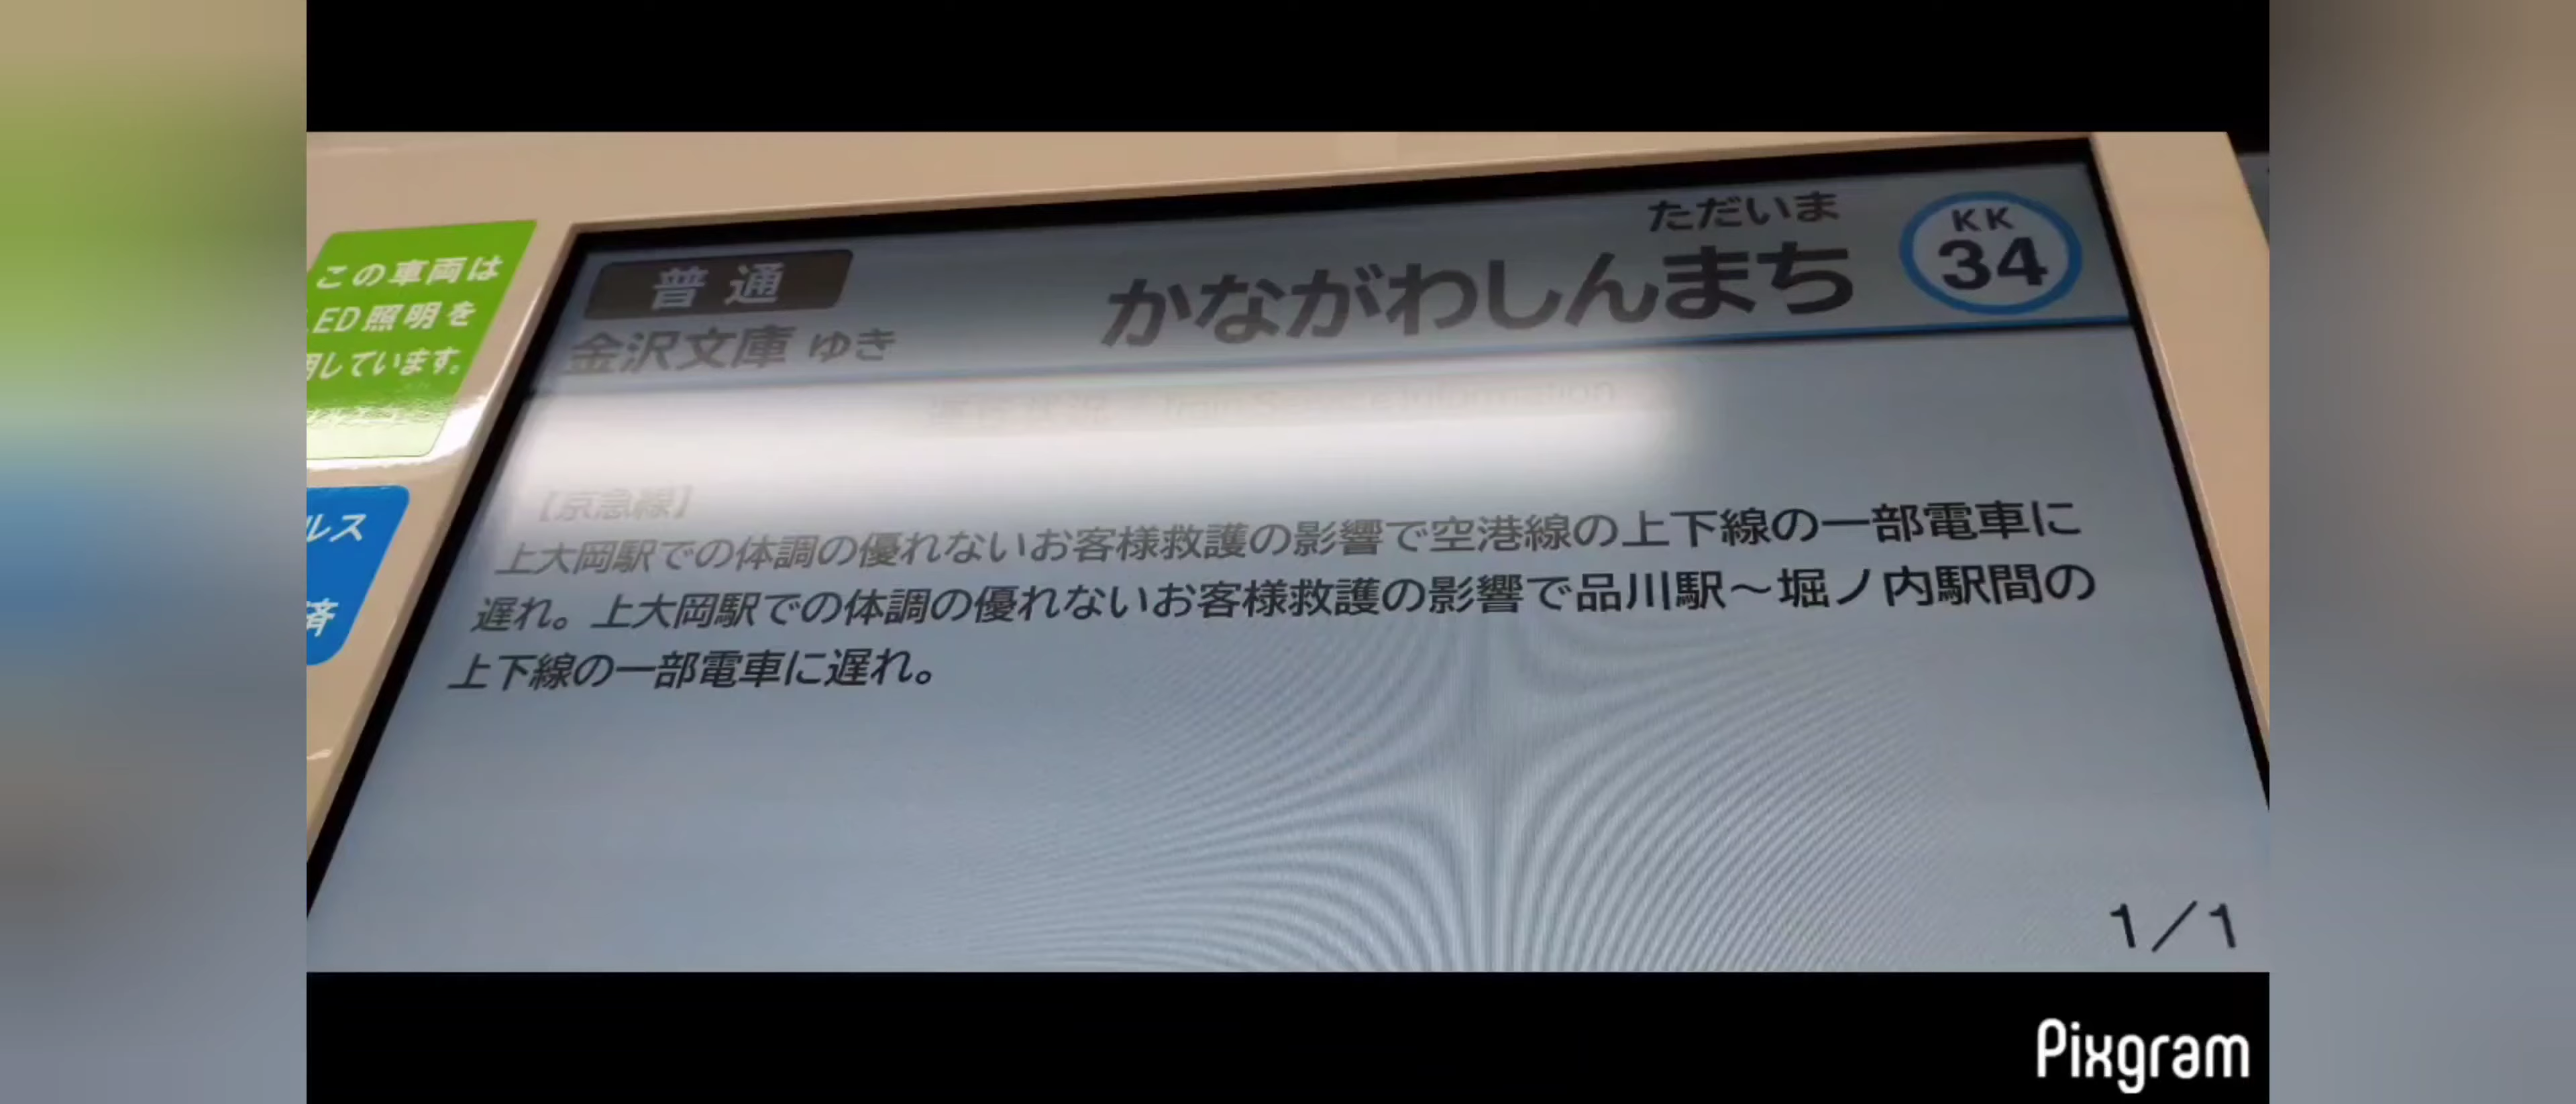 この車両は
LED照明を
用しています。
ルス
済
普通
金沢文庫 ゆき
ただいま
かながわしんまち
KK
34
【京急線】
上大岡駅での体調の優れないお客様救護の影響で空港線の上下線の一部電車に
遅れ。上大岡駅での体調の優れないお客様救護の影響で品川駅～堀ノ内駅間の
上下線の一部電車に遅れ。
1/1
Pixgram